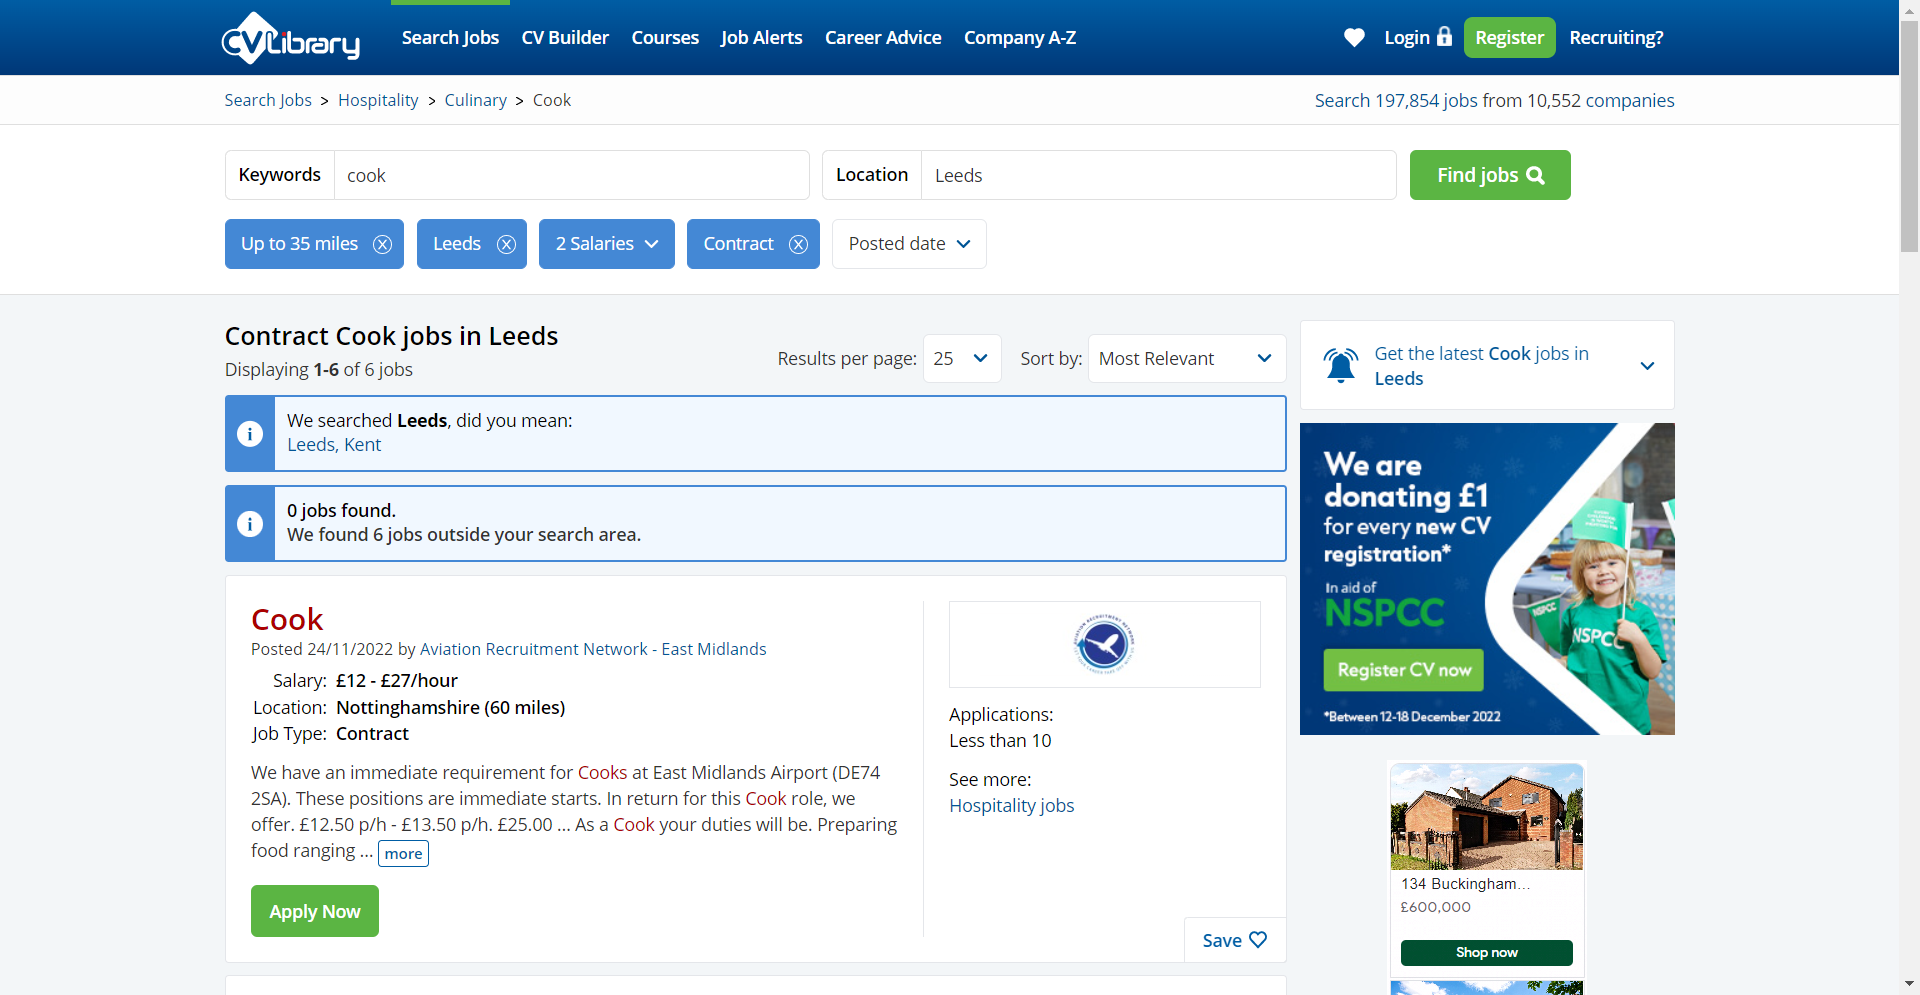 CVLibrary
Search Jobs
CV Builder
Courses
Job Alerts
Career Advice
Company A-Z
Login
Register
Recruiting?
Search Jobs > Hospitality > Culinary > Cook
Search 197,854 jobs from 10,552 companies
Keywords
cook
Location
Leeds
Find jobs
Up to 35 miles
Leeds
2 Salaries
Contract
Posted date
Contract Cook jobs in Leeds
Displaying 1-6 of 6 jobs
Results per page:
25
Sort by:
Most Relevant
We searched Leeds, did you mean:
Leeds, Kent
0 jobs found.
We found 6 jobs outside your search area.
Cook
Posted 24/11/2022 by Aviation Recruitment Network - East Midlands
Salary: £12 - £27/hour
Location: Nottinghamshire (60 miles)
Job Type: Contract
We have an immediate requirement for Cooks at East Midlands Airport (DE74
2SA). These positions are immediate starts. In return for this Cook role, we
offer. £12.50 p/h - £13.50 p/h. £25.00 ... As a Cook your duties will be. Preparing
food ranging ... more
Apply Now
Applications:
Less than 10
See more:
Hospitality jobs
Save
Get the latest Cook jobs in
Leeds
We are
donating £1
for every new CV
registration*
In aid of
NSPCC
Register CV now
*Between 12-18 December 2022
NSPCC
NSPCC
134 Buckingham...
£600,000
Shop now